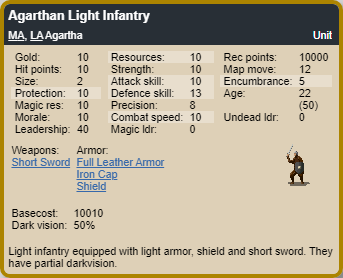 Agarthan Light Infantry
MA, LA Agartha Unit
Gold: 10 Resources: 10 Rec points: 10000
Hit points: 10 Strength: 10 Map move: 12
Size: 2 Attack skill: 10 Encumbrance: 5
Protection: 10 Defence skill: 13 Age: 22
Magic res: 10 Precision: 8 (50)
Morale: 10 Combat speed: 10 Undead ldr: 0
Leadership: 40 Magic ldr: 0
Weapons: Armor:
Short Sword Full Leather Armor
Iron Cap
Shield
Basecost: 10010
Dark vision: 50%
Light infantry equipped with light armor, shield and short sword. They
have partial darkvision.